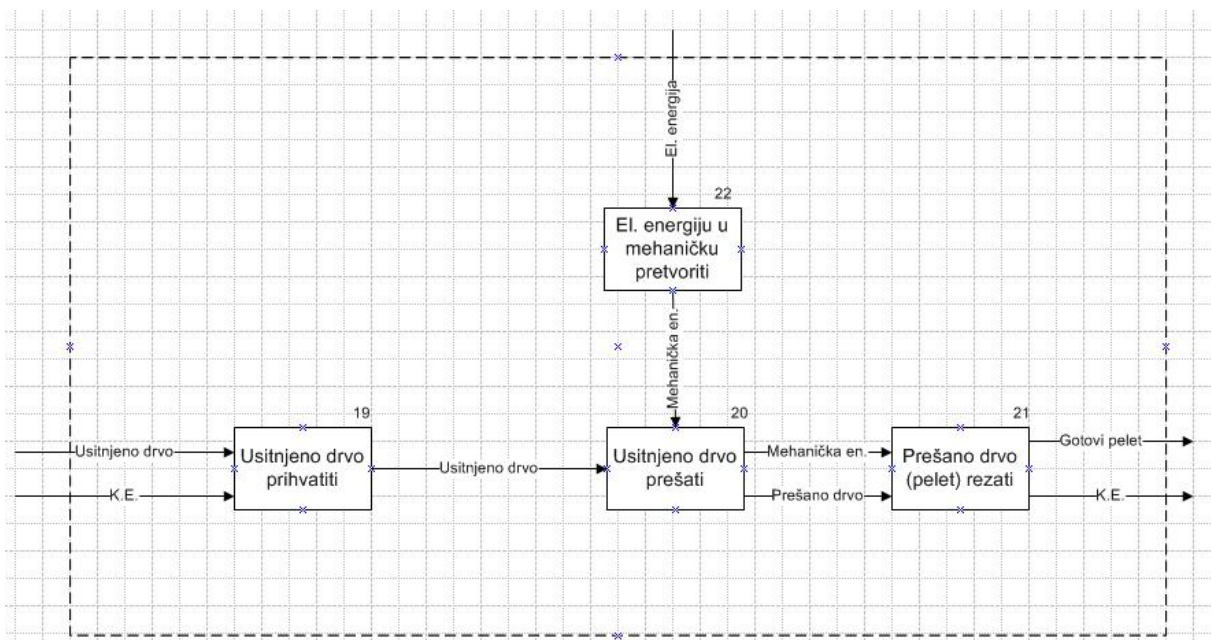 El. energija
22
El. energiju u
mehaničku
pretvoriti
Mehanička en.
19
20
21
Usitnjeno drvo
K.E.
Usitnjeno drvo
prihvatiti
Usitnjeno drvo
Usitnjeno drvo
prešati
Mehanička en.
Prešano drvo
Prešano drvo
(pelet) rezati
Gotovi pelet
K.E.